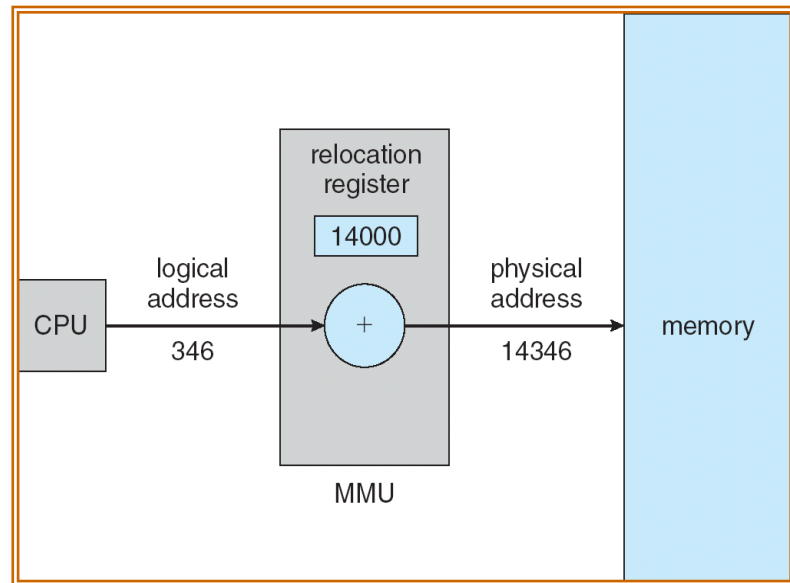 relocation
register
14000
logical
address
physical
address
CPU
+
memory
346
14346
MMU